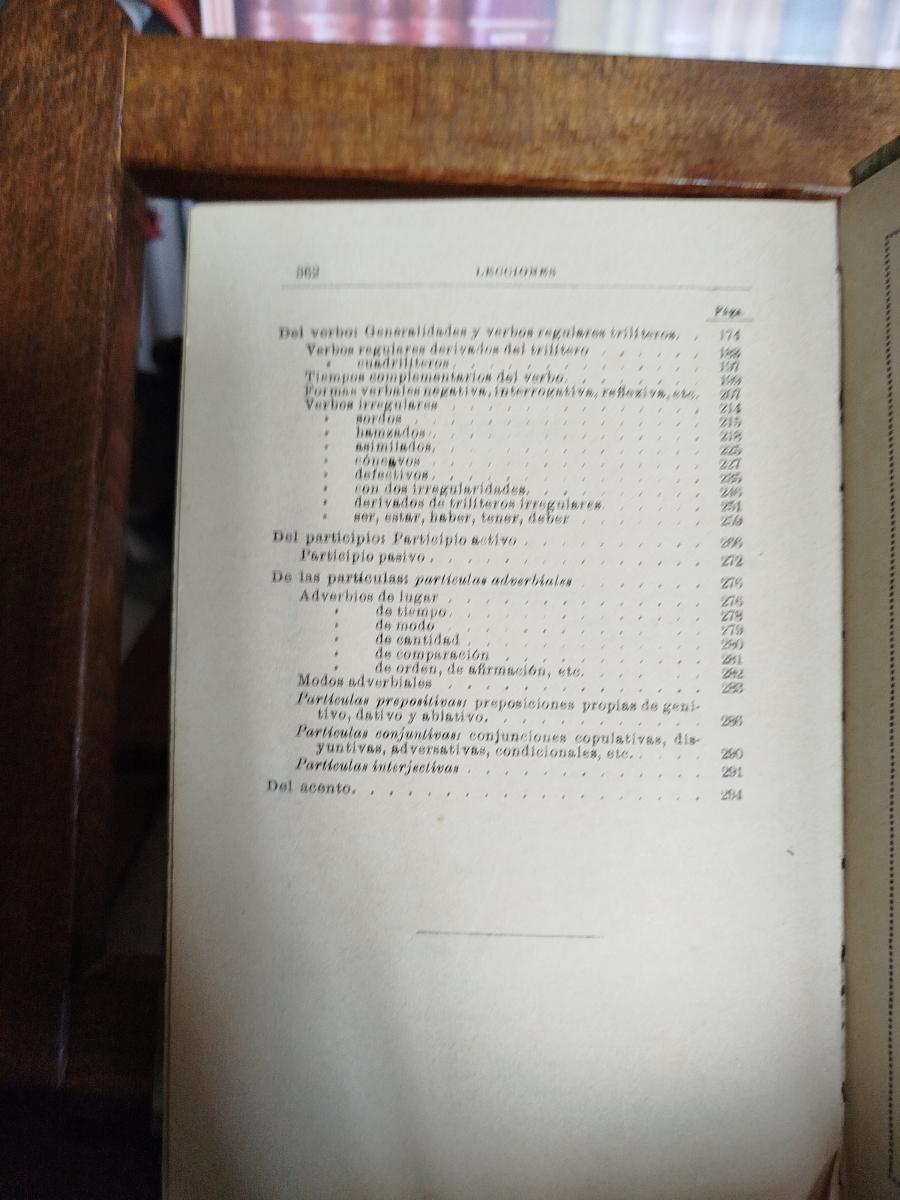 362 LECCIONES
Págs.
Del verbo: Generalidades y verbos regulares trilíteros. . 174
Verbos regulares derivados del trilítero . . . . .
» cuadrilíteros. . . . . . . . . . 197
Tiempos complementarios del verbo. . . . . . . 199
Formas verbales negativa, interrogativa, reflexiva, etc. 207
Verbos irregulares . . . . . . . . . . . 214
» sordos . . . . . . . . . . . . 215
» hamzados. . . . . . . . . . . . 218
» asimilados. . . . . . . . . . . . 225
» cóncavos . . . . . . . . . . . 227
» defectivos. . . . . . . . . . . . 235
» con dos irregularidades. . . . . . . . 246
» derivados de trilíteros irregulares. . . . . 251
» ser, estar, haber, tener, deber . . . . . . 259
Del participio: Participio activo . . . . . . . . . 266
Participio pasivo. . . . . . . . . . . . . 272
De las partículas: partículas adverbiales . . . . . . 276
Adverbios de lugar . . . . . . . . . . . . 276
» de tiempo. . . . . . . . . . . . 278
» de modo . . . . . . . . . . . . 279
» de cantidad . . . . . . . . . . . 280
» de comparación . . . . . . . . . . 281
» de orden, de afirmación, etc. . . . . . 282
Modos adverbiales . . . . . . . . . . . . 283
Partículas prepositivas: preposiciones propias de geni-
tivo, dativo y ablativo. . . . . . . . . . . 286
Partículas conjuntivas: conjunciones copulativas, dis-
yuntivas, adversativas, condicionales, etc. . . . . 290
Partículas interjectivas . . . . . . . . . . . 291
Del acento. . . . . . . . . . . . . . . . 294